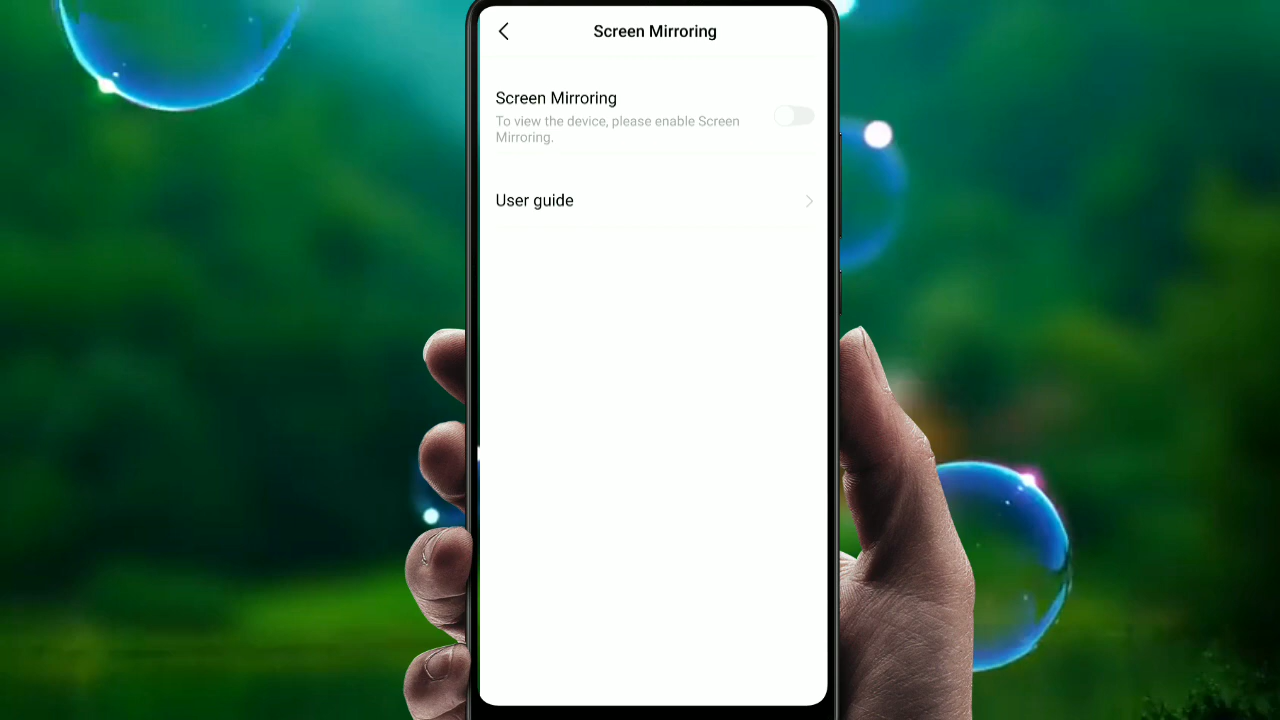 Screen Mirroring
Screen Mirroring
To view the device, please enable Screen
Mirroring.
User guide